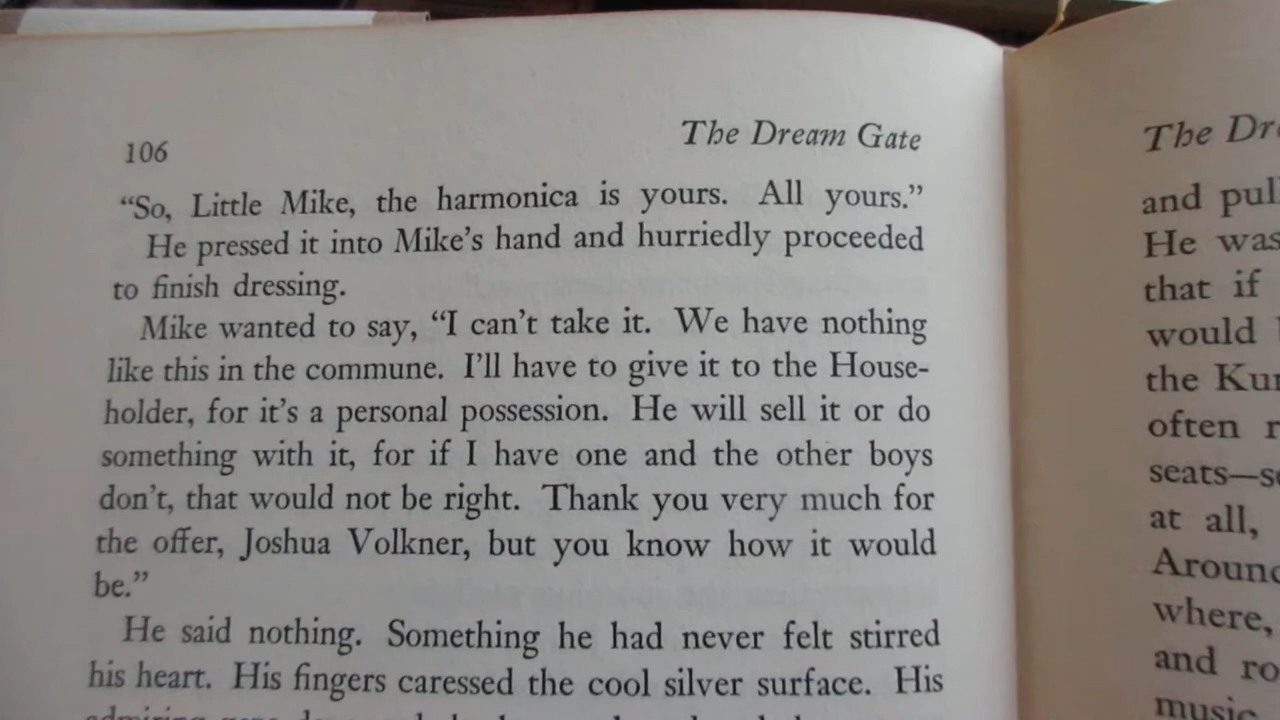 106
The Dream Gate
"So, Little Mike, the harmonica is yours. All yours."
He pressed it into Mike's hand and hurriedly proceeded
to finish dressing.
Mike wanted to say, "I can't take it. We have nothing
like this in the commune. I'll have to give it to the House-
holder, for it's a personal possession. He will sell it or do
something with it, for if I have one and the other boys
don't, that would not be right. Thank you very much for
the offer, Joshua Volkner, but you know how it would
be."
He said nothing. Something he had never felt stirred
his heart. His fingers caressed the cool silver surface. His
The
and
He was
that if
would
the
often
seats—
at all,
where,
and
music